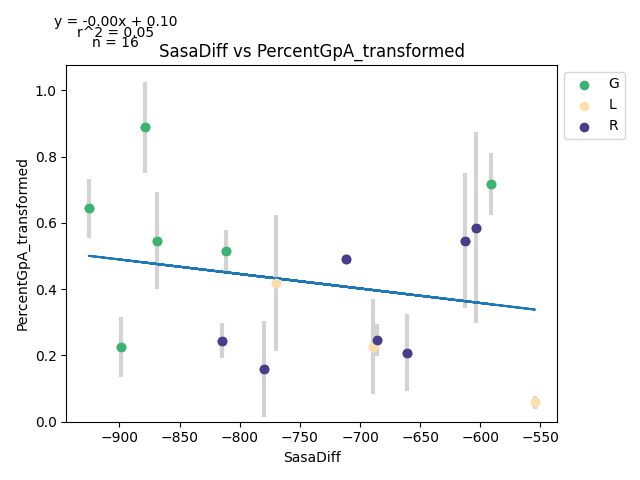 y = -0.00x + 0.10
r^2 = 0.05
n = 16
SasaDiff vs PercentGpA_transformed
G
L
R
PercentGpA_transformed
1.0
0.8
0.6
0.4
0.2
0.0
−900
−850
−800
−750
−700
−650
−600
−550
SasaDiff